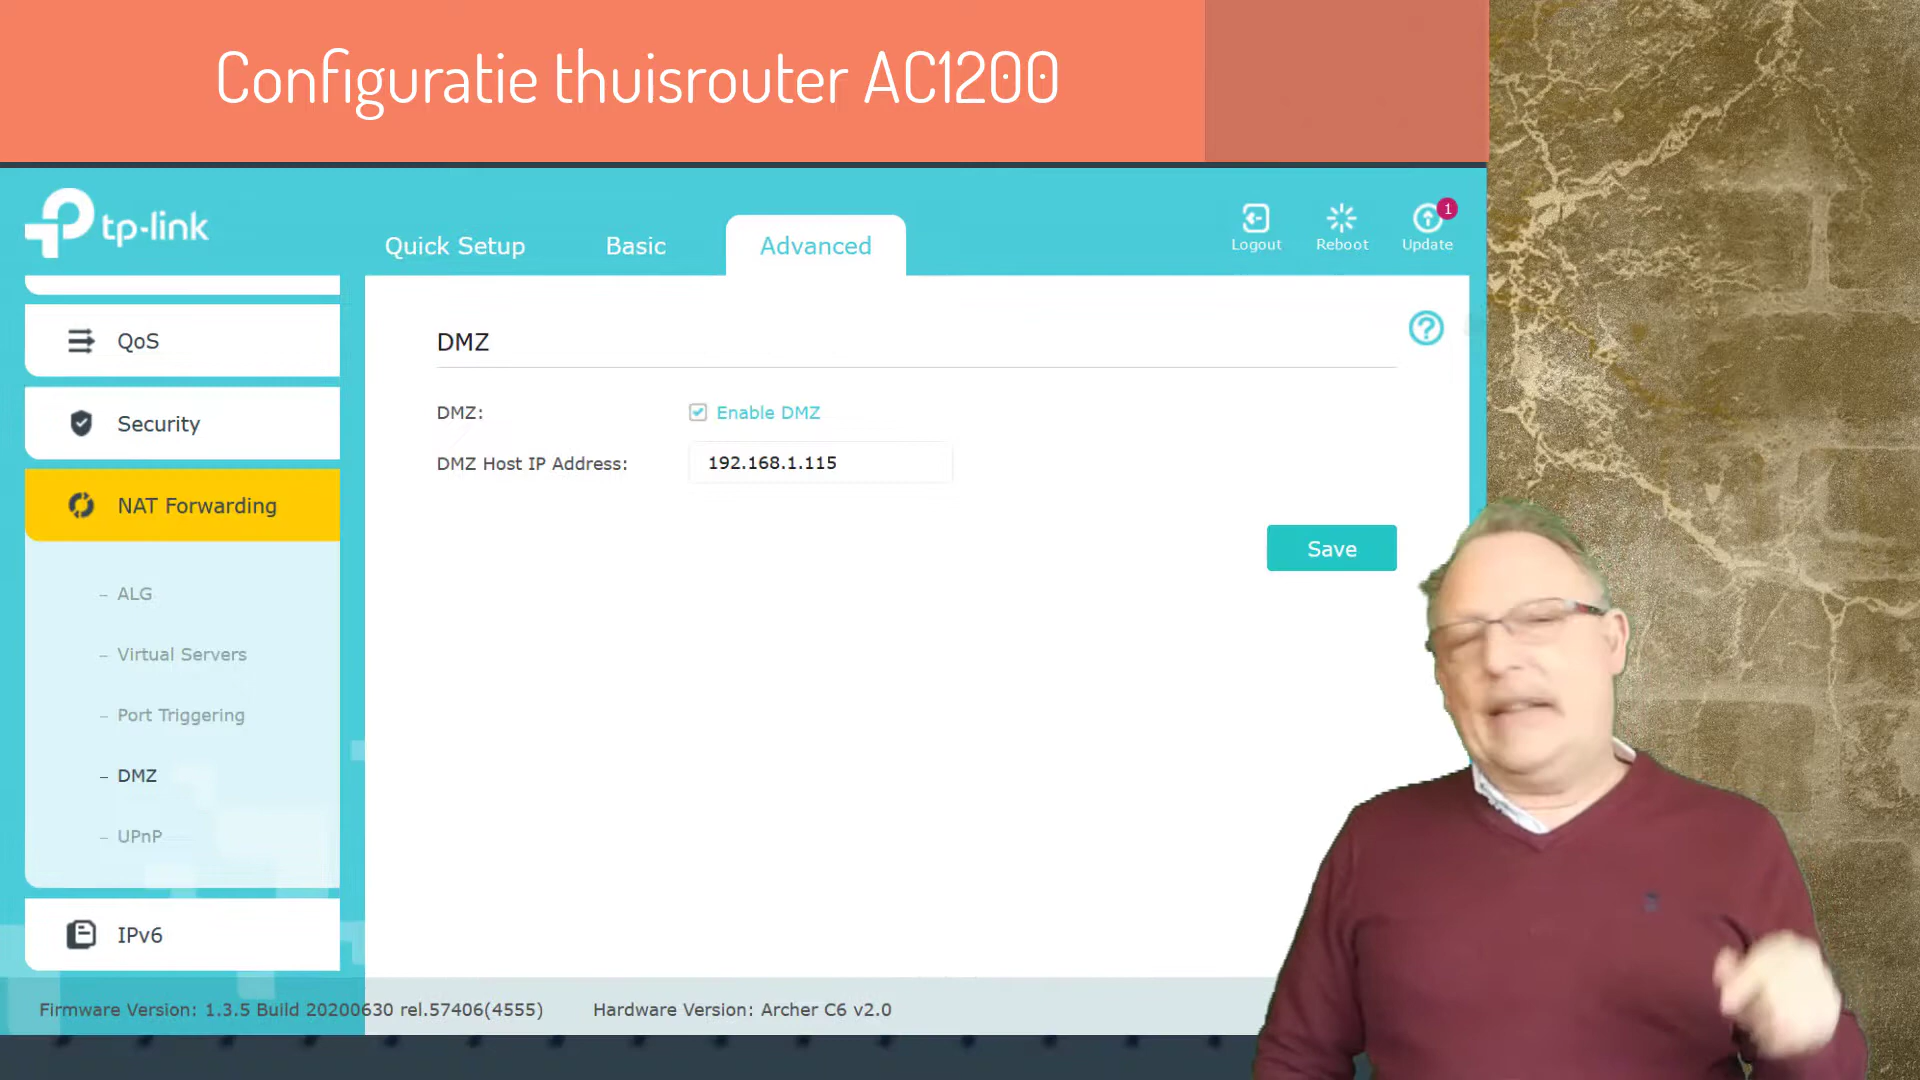 Configuratie thuisrouter AC1200
tp-link
Quick Setup
Basic
Advanced
Logout
Reboot
Update
1
QoS
Security
NAT Forwarding
– ALG
– Virtual Servers
– Port Triggering
– DMZ
– UPnP
IPv6
DMZ
?
DMZ:
Enable DMZ
DMZ Host IP Address:
192.168.1.115
Save
Firmware Version: 1.3.5 Build 20200630 rel.57406(4555)
Hardware Version: Archer C6 v2.0